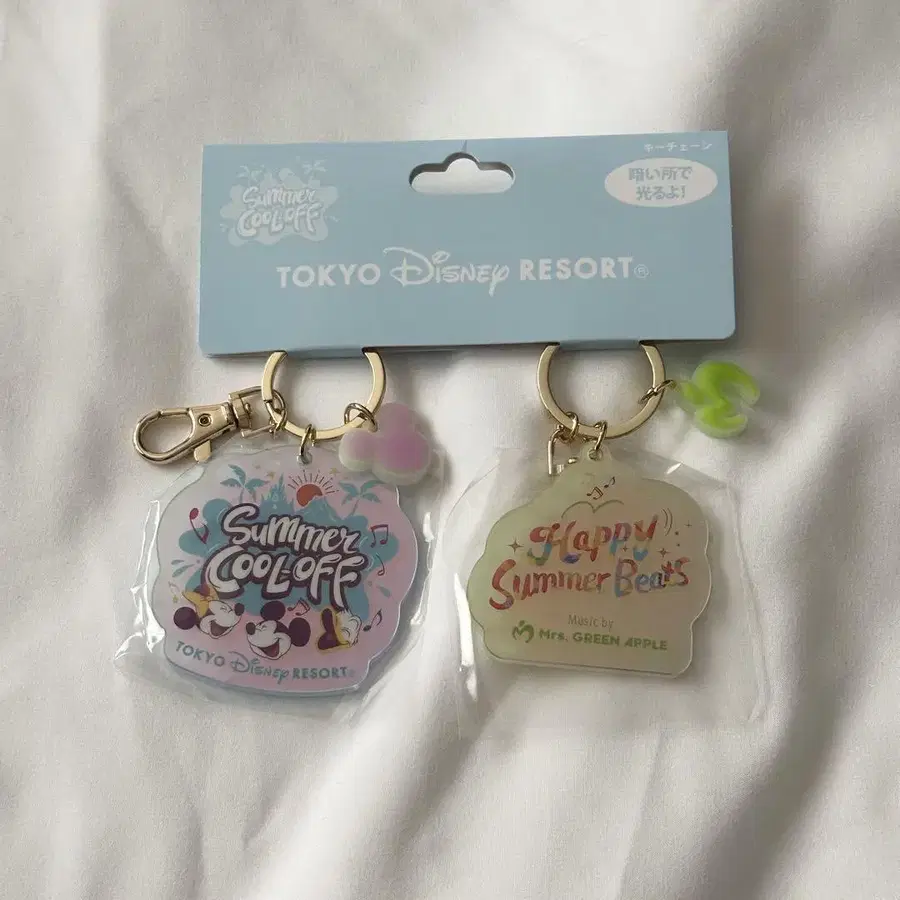 キーチェーン
暗い所で
光るよ!
Summer
COOL-OFF
TOKYO Disney RESORT®
Summer
COOL-OFF
TOKYO Disney RESORT®
Happy
Summer Beats
Music by
Mrs. GREEN APPLE